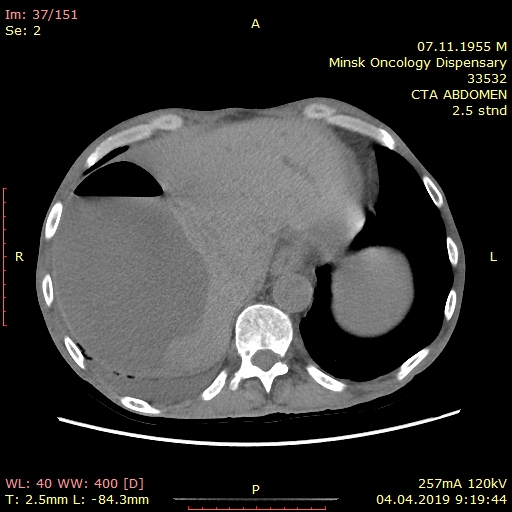 Im: 37/151
Se: 2
A
07.11.1955 M
Minsk Oncology Dispensary
33532
CTA ABDOMEN
2.5 stnd
R
L
WL: 40 WW: 400 [D]
T: 2.5mm L: -84.3mm
P
257mA 120kV
04.04.2019 9:19:44